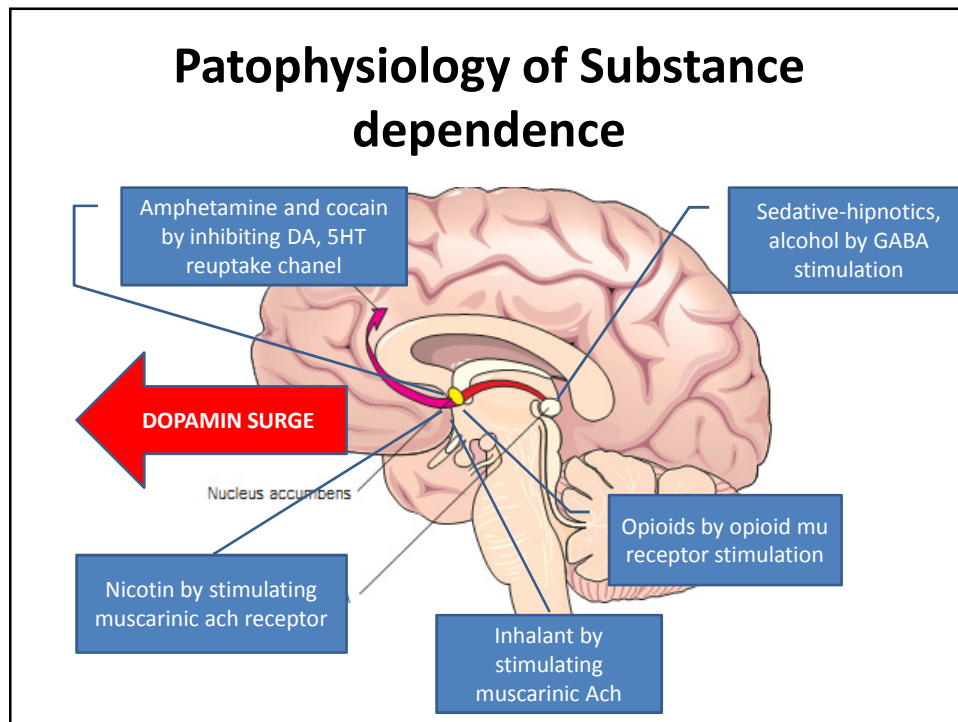 Patophysiology of Substance
dependence
Amphetamine and cocain
by inhibiting DA, 5HT
reuptake chanel
Sedative-hipnotics,
alcohol by GABA
stimulation
DOPAMIN SURGE
Nucleus accumbens
Opioids by opioid mu
receptor stimulation
Nicotin by stimulating
muscarinic ach receptor
Inhalant by
stimulating
muscarinic Ach